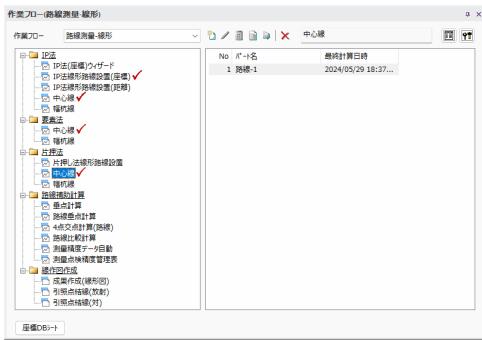 作業フロー(路線測量-線形)
作業フロー 路線測量-線形 中心線
IP法
IP法(座標)ウィザード
IP法線形路線設置(座標)
IP法線形路線設置(距離)
中心線
幅杭線
要素法
中心線
幅杭線
片押法
片押し法線形路線設置
中心線
幅杭線
路線補助計算
垂点計算
路線垂点計算
4点交点計算(路線)
路線比較計算
測量精度データ自動
測量点検精度管理表
線作図作成
成果作成(線形図)
引照点結線(放射)
引照点結線(対)
No パート名 最終計算日時
1 路線-1 2024/05/29 18:37...
座標DBシート